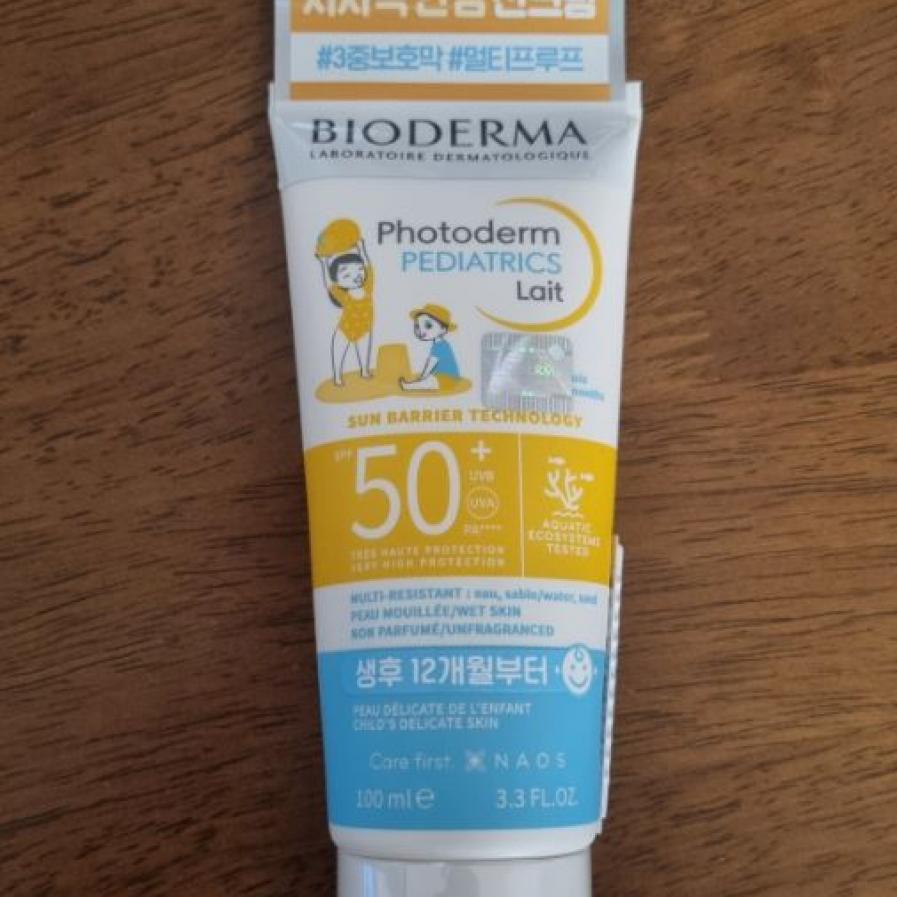 #3중보호막 #멀티프루프
BIODERMA
LABORATOIRE DERMATOLOGIQUE
Photoderm
PEDIATRICS
Lait
months
SUN BARRIER TECHNOLOGY
SPF 50+
UVB
UVA
PA++++
TRÈS HAUTE PROTECTION
VERY HIGH PROTECTION
AQUATIC
ECOSYSTEMS
TESTED
MULTI-RESISTANT : eau, sable/water, sand
PEAU MOUILLÉE/WET SKIN
NON PARFUMÉ/UNFRAGRANCED
생후 12개월부터
PEAU DÉLICATE DE L'ENFANT
CHILD'S DELICATE SKIN
Care first. NAOS
100 ml e 3.3 FL.OZ.